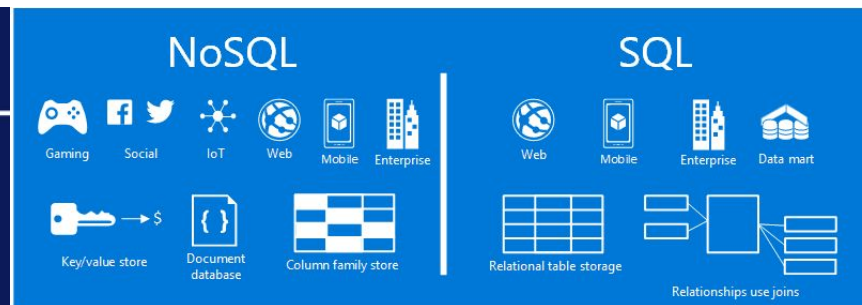 NoSQL
SQL
Gaming
Social
IoT
Web
Mobile
Enterprise
Web
Mobile
Enterprise
Data mart
$
{ }
Key/value store
Document
database
Column family store
Relational table storage
Relationships use joins